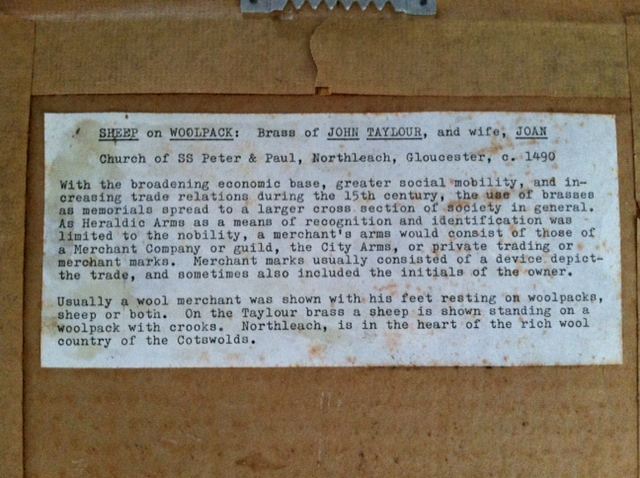 SHEEP on WOOLPACK: Brass of JOHN TAYLOUR, and wife, JOAN
Church of SS Peter & Paul, Northleach, Gloucester, c. 1490
With the broadening economic base, greater social mobility, and in-
creasing trade relations during the 15th century, the use of brasses
as memorials spread to a larger cross section of society in general.
As Heraldic Arms as a means of recognition and identification was
limited to the nobility, a merchant's arms would consist of those of
a Merchant Company or guild, the City Arms, or private trading or
merchant marks. Merchant marks usually consisted of a device depict-
the trade, and sometimes also included the initials of the owner.
Usually a wool merchant was shown with his feet resting on woolpacks,
sheep or both. On the Taylour brass a sheep is shown standing on a
woolpack with crooks. Northleach, is in the heart of the rich wool
country of the Cotswolds.